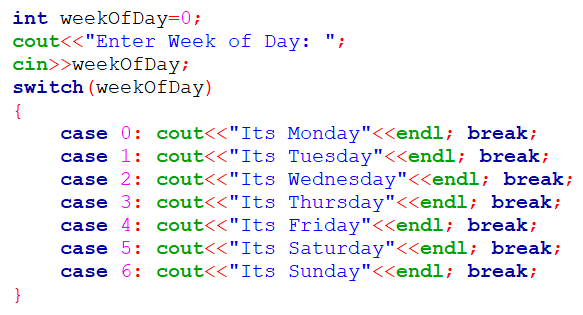 int weekOfDay=0;
cout<<"Enter Week of Day: ";
cin>>weekOfDay;
switch(weekOfDay)
{
    case 0: cout<<"Its Monday"<<endl; break;
    case 1: cout<<"Its Tuesday"<<endl; break;
    case 2: cout<<"Its Wednesday"<<endl; break;
    case 3: cout<<"Its Thursday"<<endl; break;
    case 4: cout<<"Its Friday"<<endl; break;
    case 5: cout<<"Its Saturday"<<endl; break;
    case 6: cout<<"Its Sunday"<<endl; break;
}